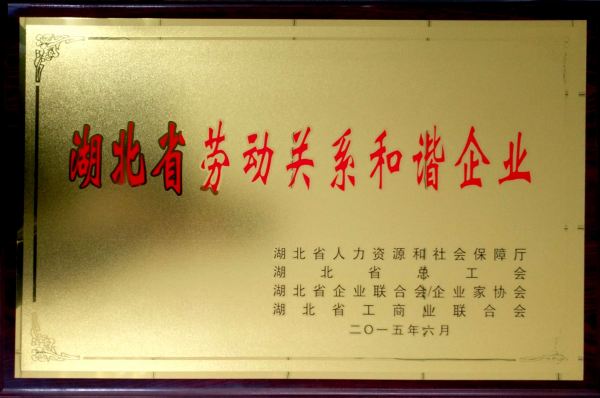 湖北省劳动关系和谐企业
湖北省人力资源和社会保障厅
湖北省总工会
湖北省企业联合会/企业家协会
湖北省工商业联合会
二〇一五年六月